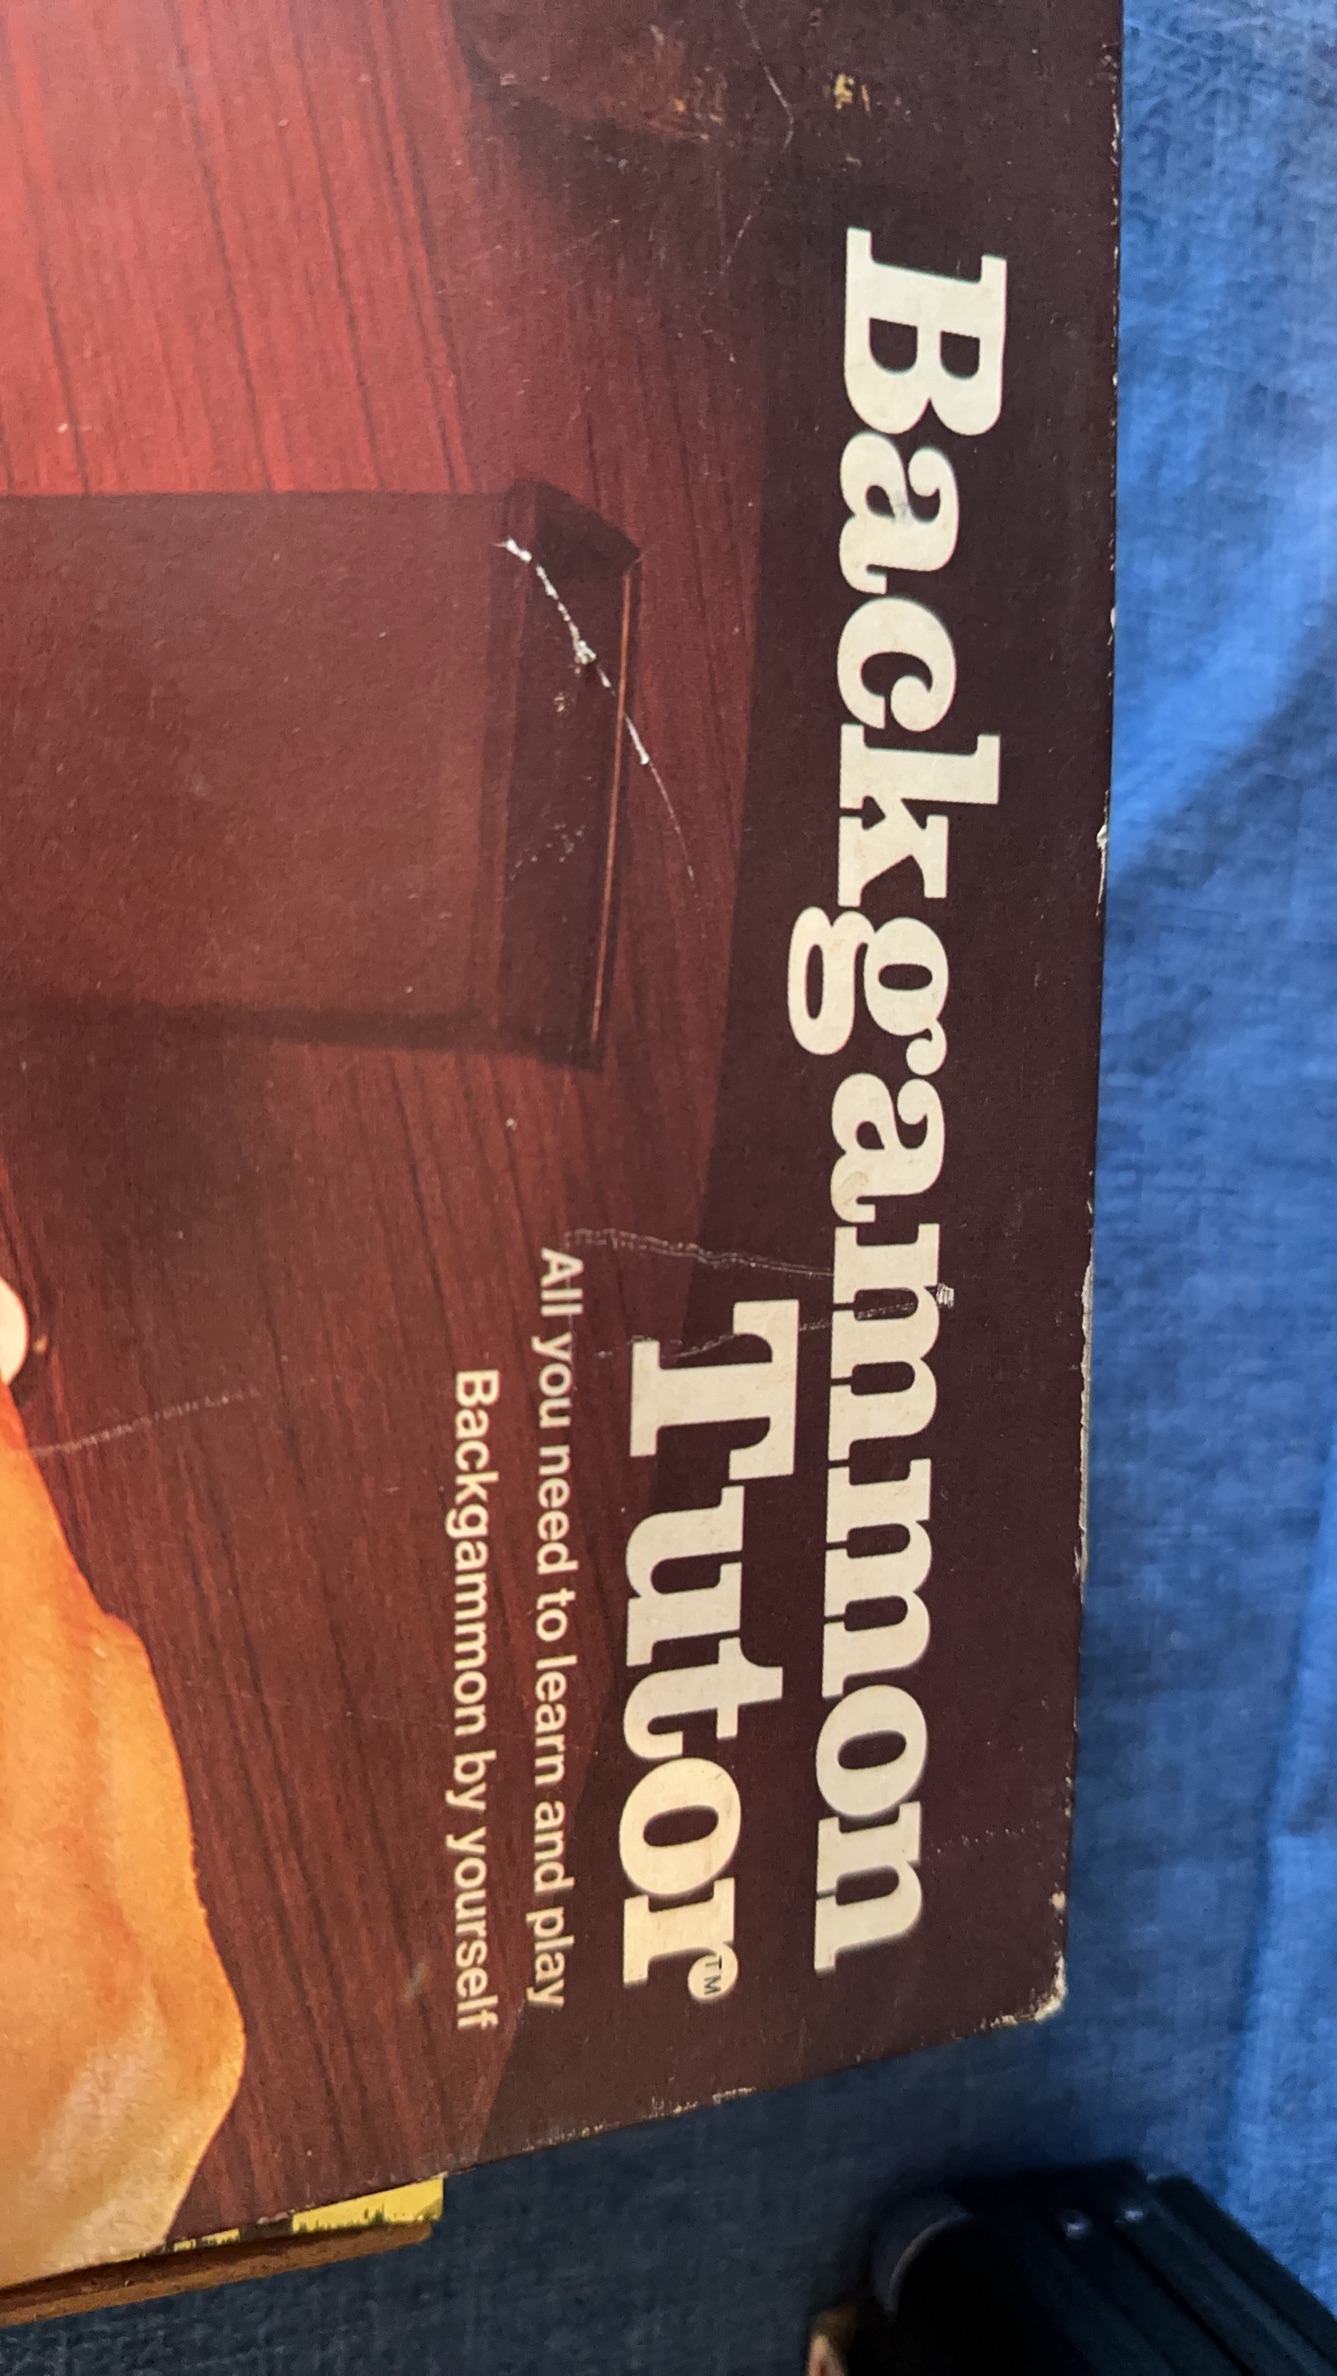 Backgammon
Tutor™
All you need to learn and play
Backgammon by yourself